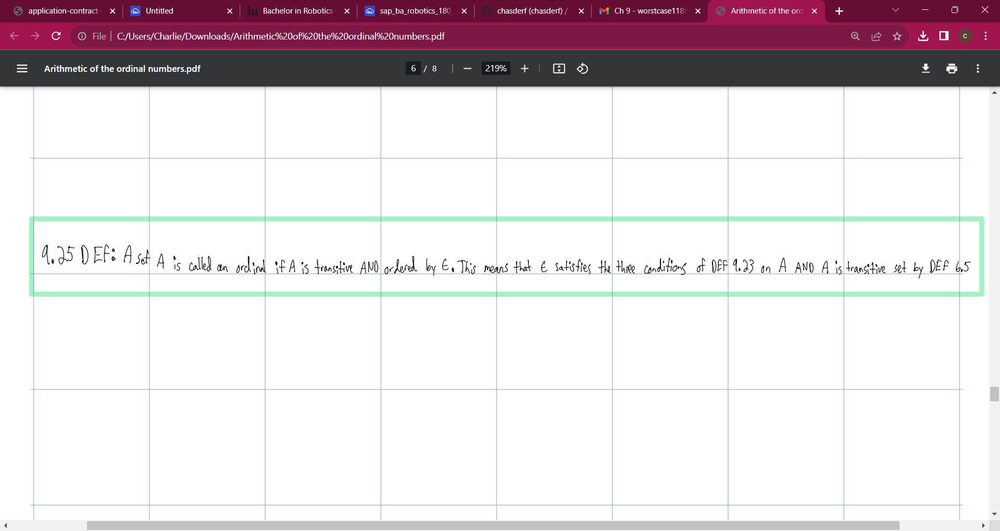 application-contract-
Untitled
iu Bachelor in Robotics
sap_ba_robotics_180_
chasderf (chasderf) /
Ch 9 - worstcase118
Arithmetic of the ord
File C:/Users/Charlie/Downloads/Arithmetic%20of%20the%20ordinal%20numbers.pdf
c
Arithmetic of the ordinal numbers.pdf
6 / 8
219%
9.25 DEF: A set A is called an ordinal if A is transitive AND ordered by ∈. This means that ∈ satisfies the three conditions of DEF 9.23 on A AND A is transitive set by DEF 6.5